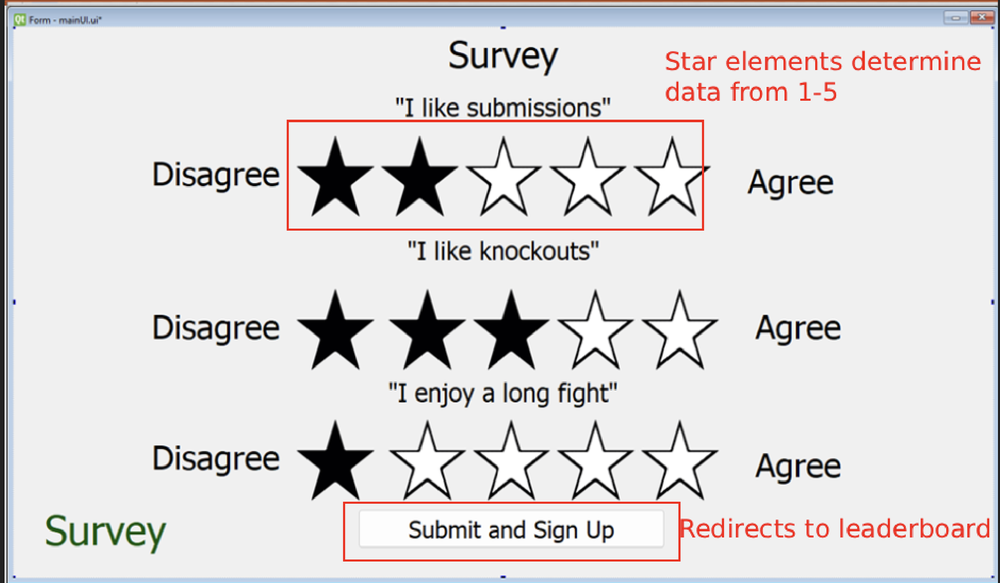 Form - mainUI.ui*
Survey
Star elements determine
data from 1-5
"I like submissions"
Disagree
Agree
"I like knockouts"
Disagree
Agree
"I enjoy a long fight"
Disagree
Agree
Survey
Submit and Sign Up
Redirects to leaderboard